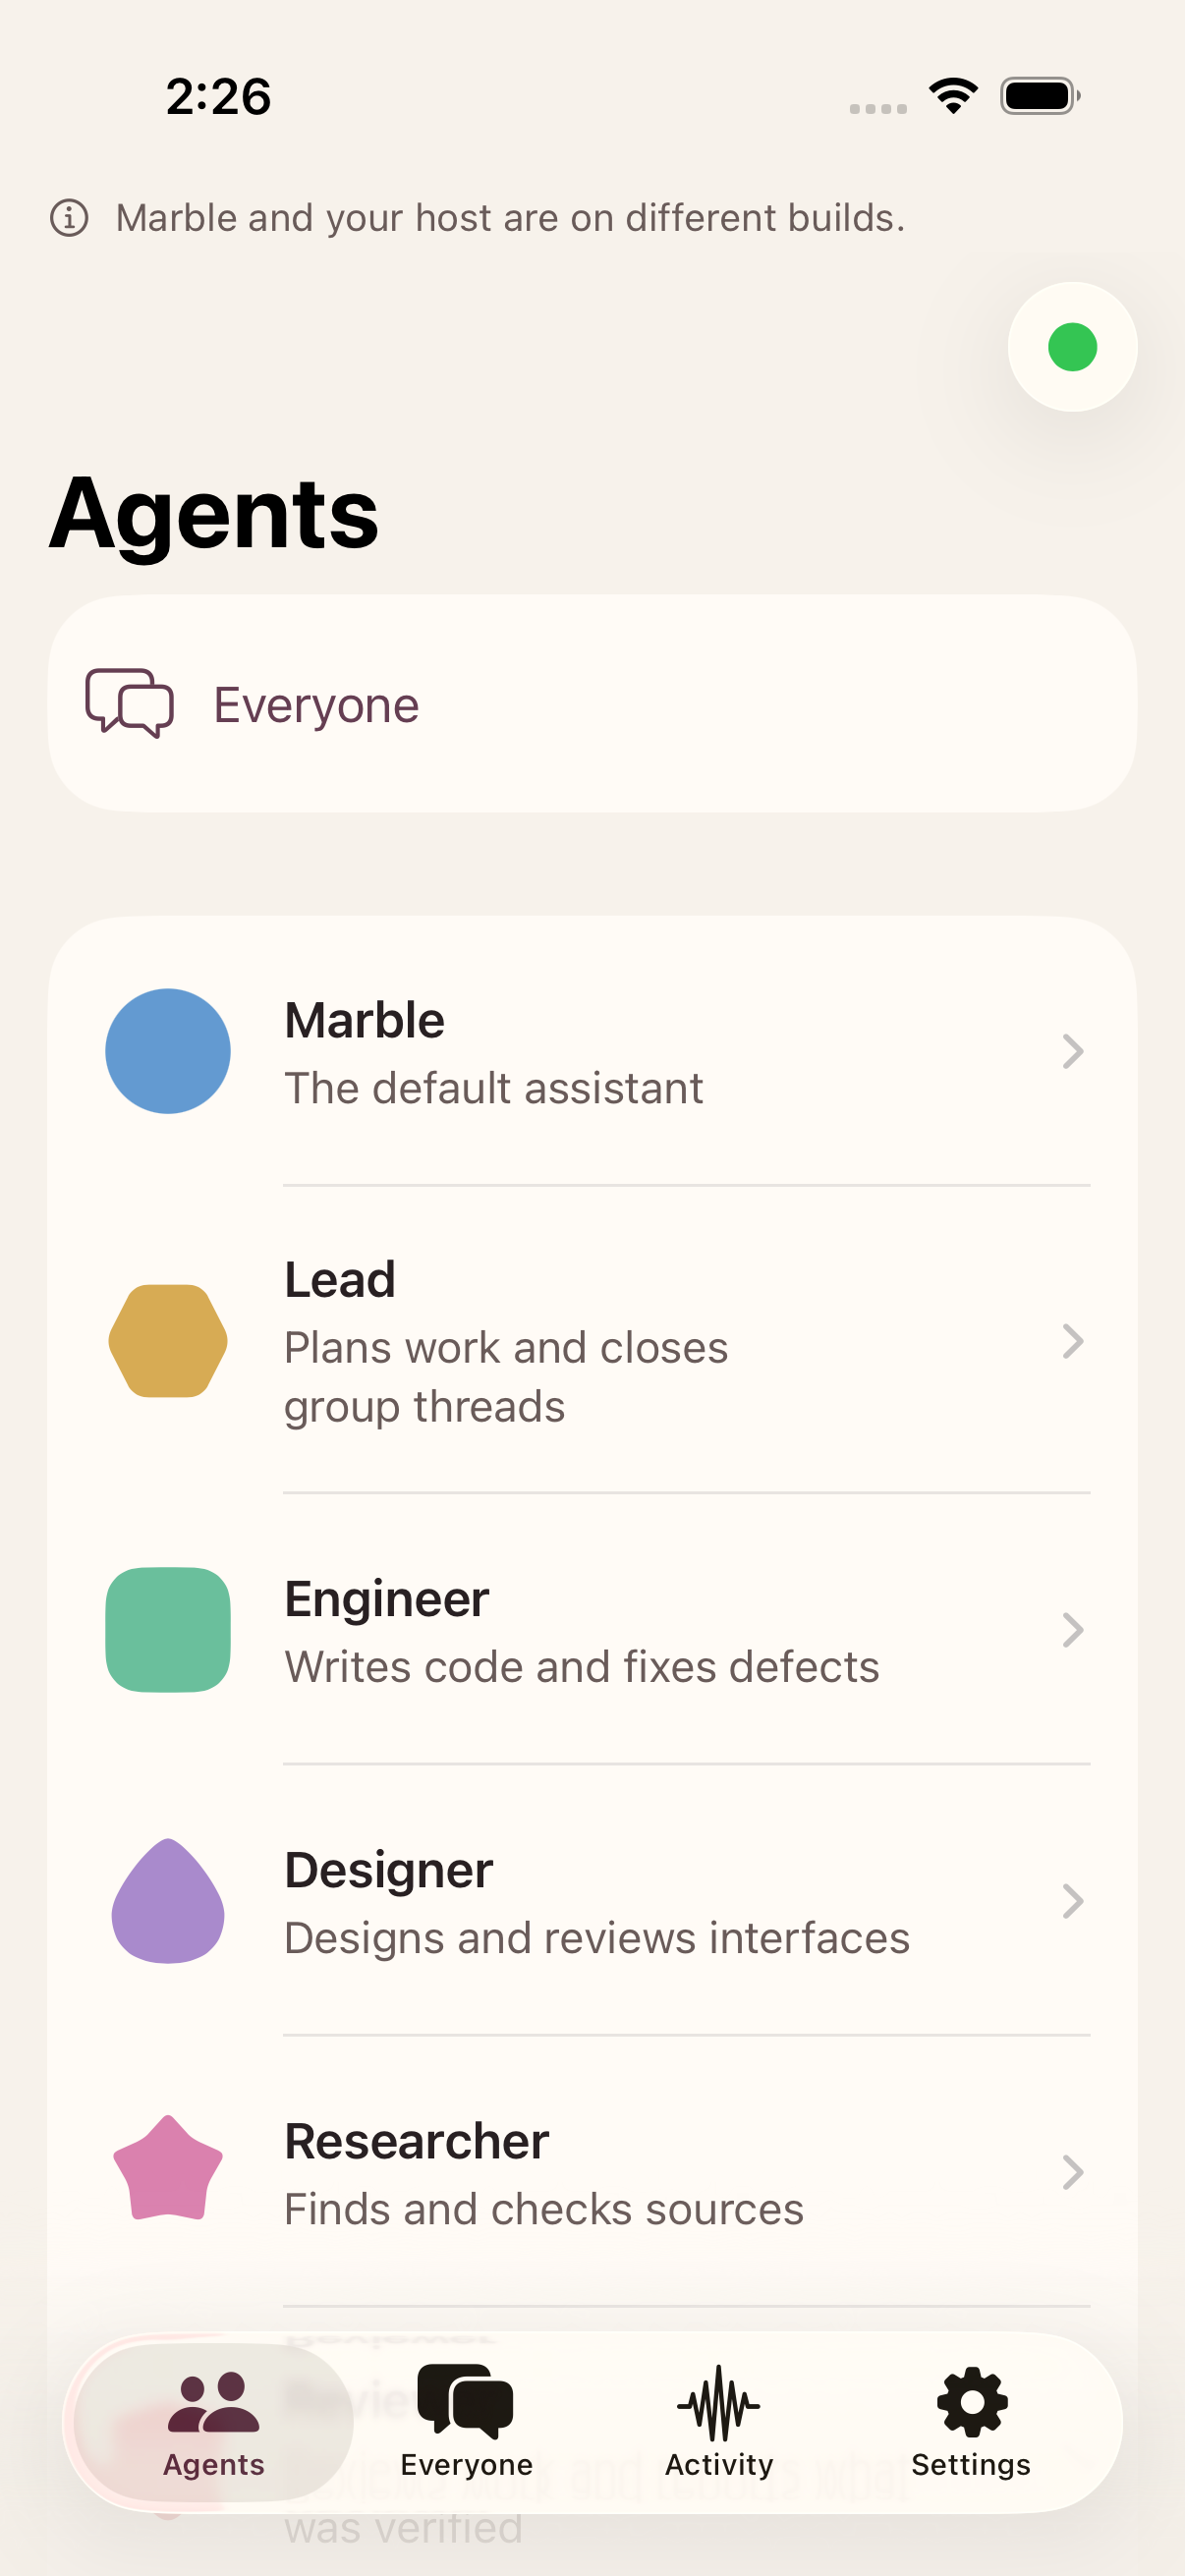 2:26
Marble and your host are on different builds.
Agents
Everyone
Marble
The default assistant
Lead
Plans work and closes
group threads
Engineer
Writes code and fixes defects
Designer
Designs and reviews interfaces
Researcher
Finds and checks sources
Agents
Everyone
Activity
Settings
was verified